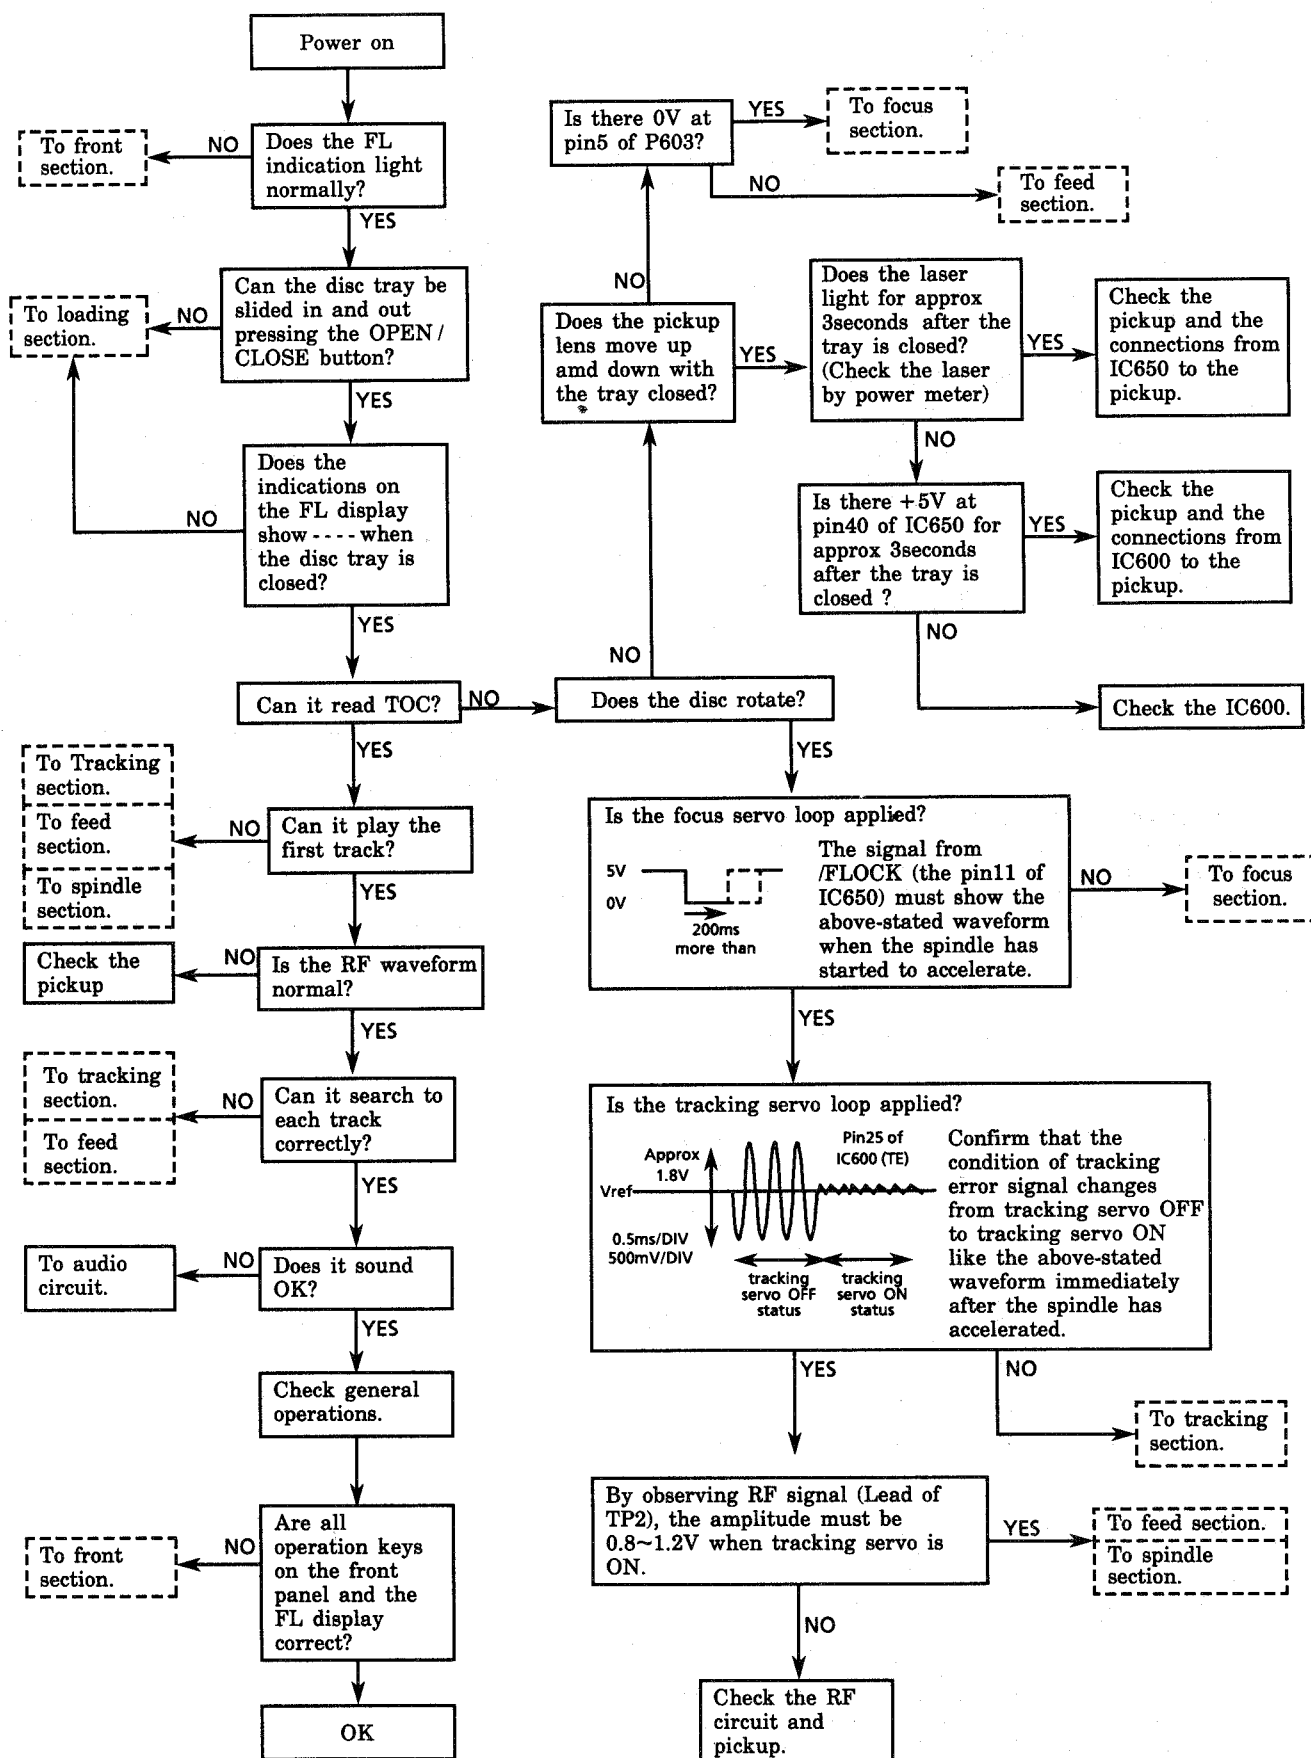 Power on
Does the FL
indication light
normally?
NO
To front
section.
YES
Can the disc tray be
slided in and out
pressing the OPEN /
CLOSE button?
NO
To loading
section.
YES
Does the
indications on
the FL display
show ---- when
the disc tray is
closed?
NO
YES
Can it read TOC?
NO
YES
Can it play the
first track?
NO
To Tracking
section.
To feed
section.
To spindle
section.
YES
Is the RF waveform
normal?
NO
Check the
pickup
YES
Can it search to
each track
correctly?
NO
To tracking
section.
To feed
section.
YES
Does it sound
OK?
NO
To audio
circuit.
YES
Check general
operations.
Are all
operation keys
on the front
panel and the
FL display
correct?
NO
To front
section.
OK
Is there 0V at
pin5 of P603?
YES
To focus
section.
NO
To feed
section.
NO
Does the pickup
lens move up
amd down with
the tray closed?
YES
Does the laser
light for approx
3seconds after the
tray is closed?
(Check the laser
by power meter)
YES
Check the
pickup and the
connections from
IC650 to the
pickup.
NO
Is there +5V at
pin40 of IC650 for
approx 3seconds
after the tray is
closed ?
YES
Check the
pickup and the
connections from
IC600 to the
pickup.
NO
Check the IC600.
NO
Does the disc rotate?
YES
Is the focus servo loop applied?
5V
0V
200ms
more than
The signal from
/FLOCK (the pin11 of
IC650) must show the
above-stated waveform
when the spindle has
started to accelerate.
NO
To focus
section.
YES
Is the tracking servo loop applied?
Approx
1.8V
Vref
0.5ms/DIV
500mV/DIV
Pin25 of
IC600 (TE)
tracking
servo OFF
status
tracking
servo ON
status
Confirm that the
condition of tracking
error signal changes
from tracking servo OFF
to tracking servo ON
like the above-stated
waveform immediately
after the spindle has
accelerated.
YES
NO
To tracking
section.
By observing RF signal (Lead of
TP2), the amplitude must be
0.8~1.2V when tracking servo is
ON.
YES
To feed section.
To spindle
section.
NO
Check the RF
circuit and
pickup.